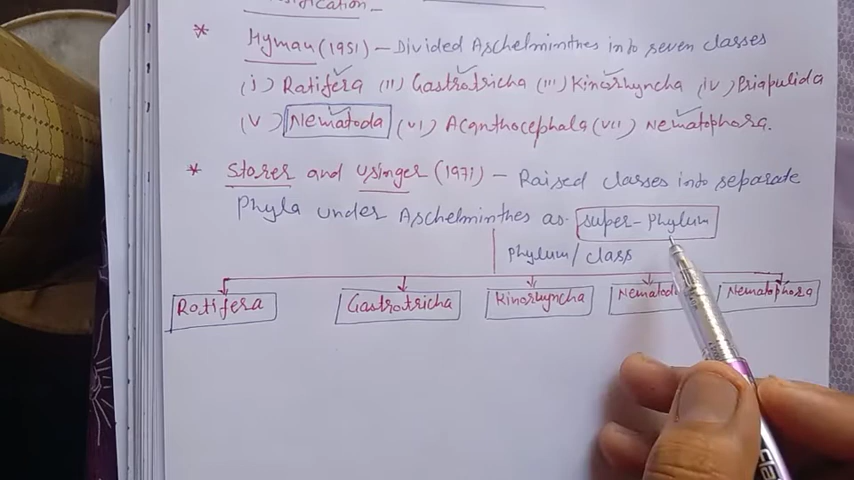 * Hyman (1951) - Divided Aschelminthes into seven classes
(i) Rotifera (ii) Gastrotricha (iii) Kinorhyncha (iv) Priapulida
(v) Nematoda (vi) Acanthocephala (vii) Nematophora.
* Storer and Usinger (1971) - Raised classes into separate
Phyla under Aschelminthes as super-phylum
Phylum / class
Rotifera Gastrotricha Kinorhyncha Nematoda Nematophora